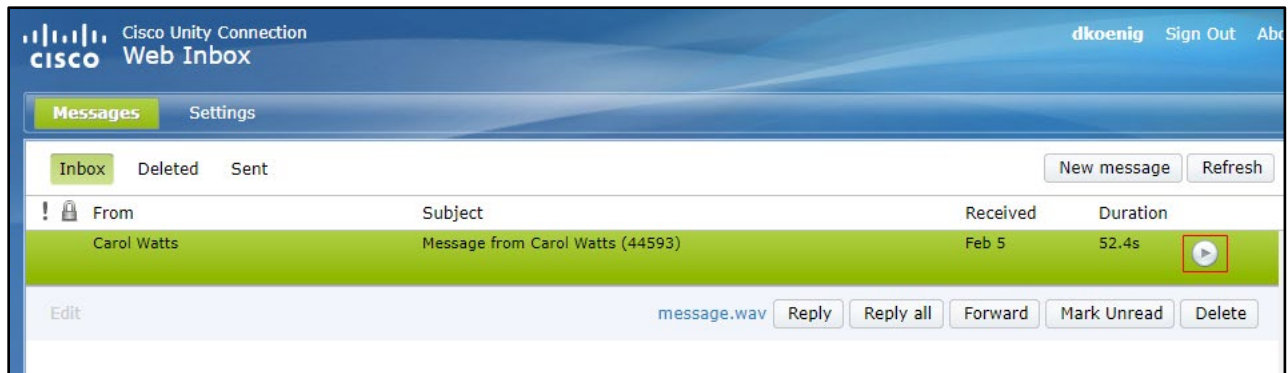 Cisco Unity Connection
CISCO Web Inbox
dkoenig Sign Out
Messages Settings
Inbox Deleted Sent New message Refresh
! From Subject Received Duration
Carol Watts Message from Carol Watts (44593) Feb 5 52.4s
Edit message.wav Reply Reply all Forward Mark Unread Delete